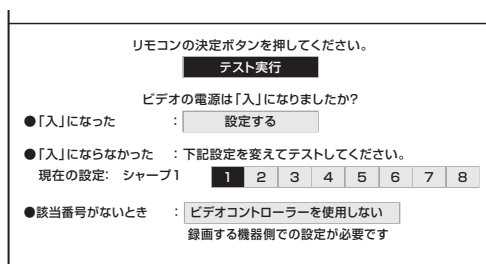 リモコンの決定ボタンを押してください。
テスト実行
ビデオの電源は「入」になりましたか?
●「入」になった : 設定する
●「入」にならなかった : 下記設定を変えてテストしてください。
現在の設定: シャープ1 1 2 3 4 5 6 7 8
●該当番号がないとき : ビデオコントローラーを使用しない
録画する機器側での設定が必要です